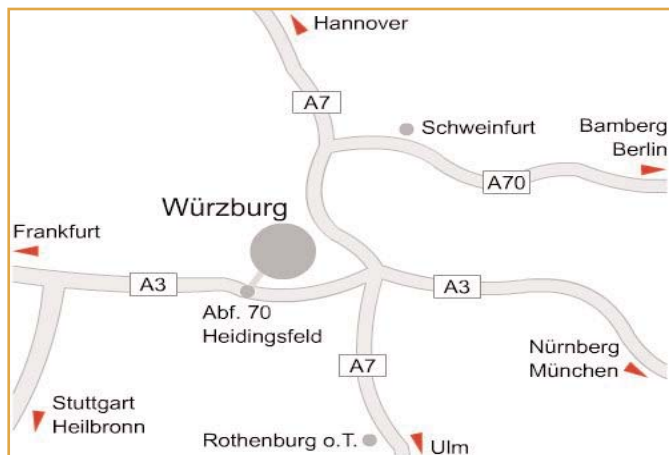 Hannover
A7
Schweinfurt
Bamberg
Berlin
A70
Würzburg
Frankfurt
A3
A3
Abf. 70
Heidingsfeld
Nürnberg
München
A7
Stuttgart
Heilbronn
Rothenburg o.T.
Ulm